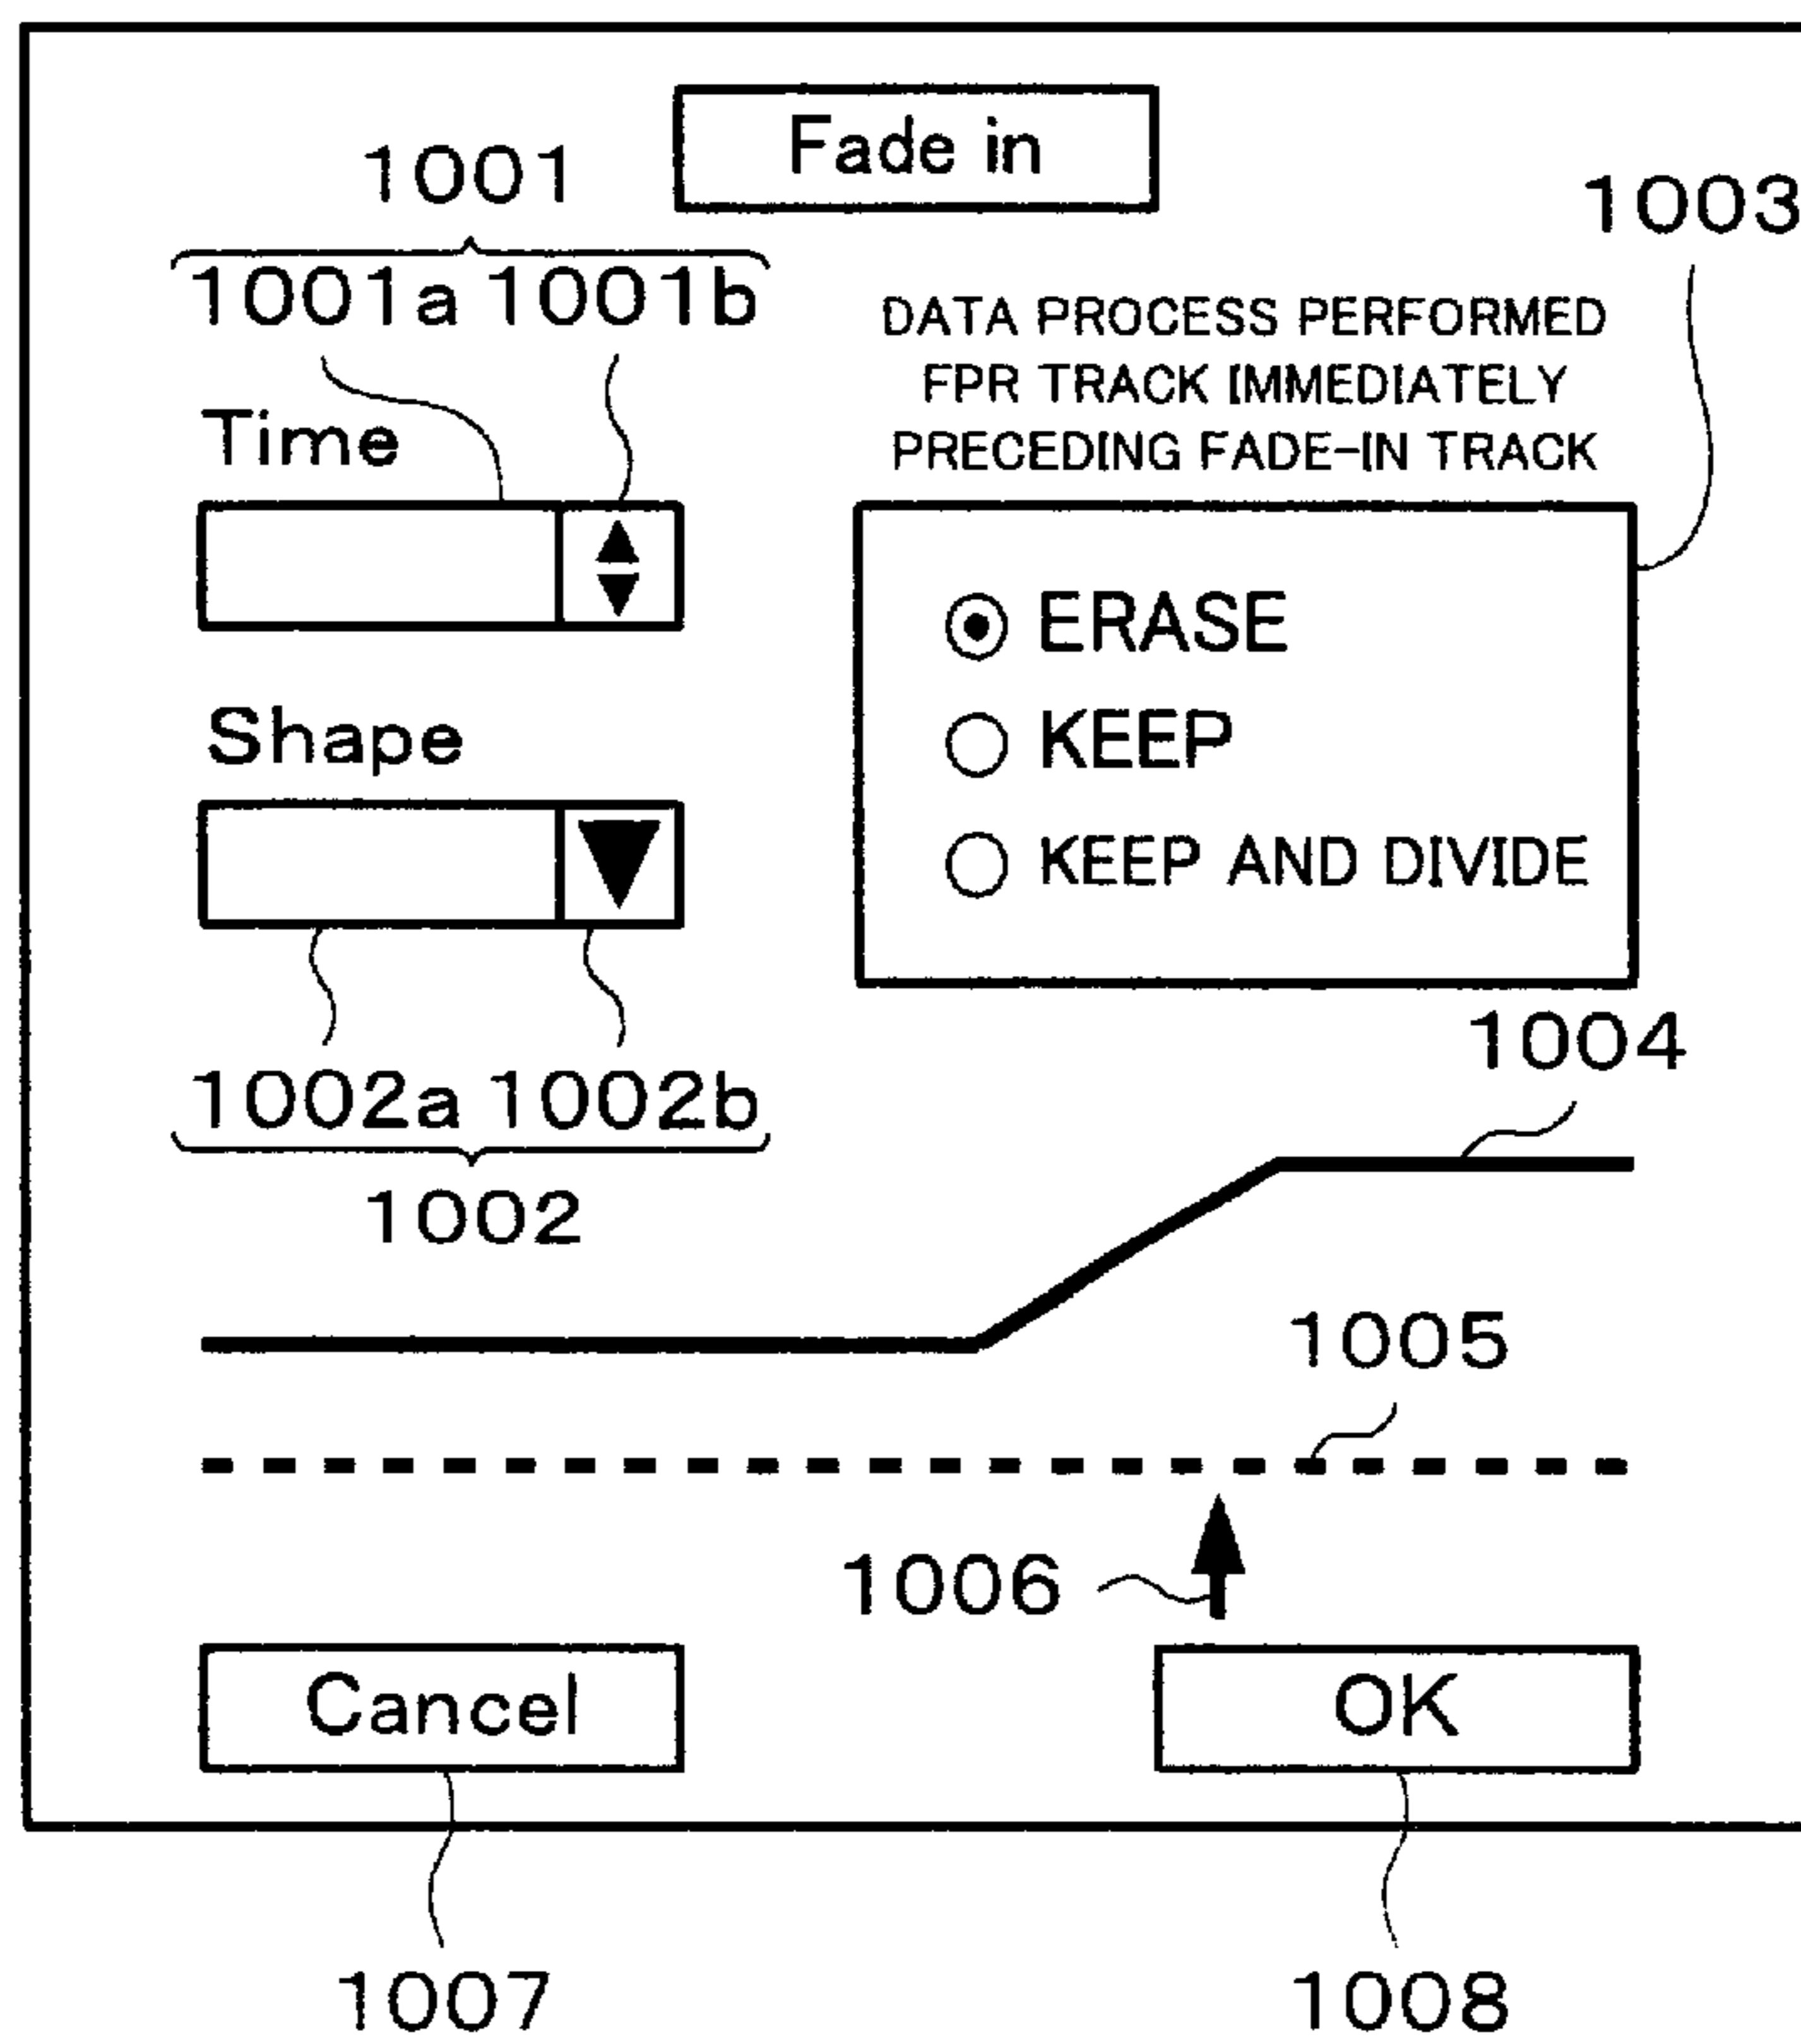 Fade in
1001
1001a 1001b
1003
DATA PROCESS PERFORMED
FPR TRACK IMMEDIATELY
PRECEDING FADE-IN TRACK
Time
ERASE
KEEP
KEEP AND DIVIDE
Shape
1002a 1002b
1002
1004
1005
1006
Cancel
OK
1007
1008